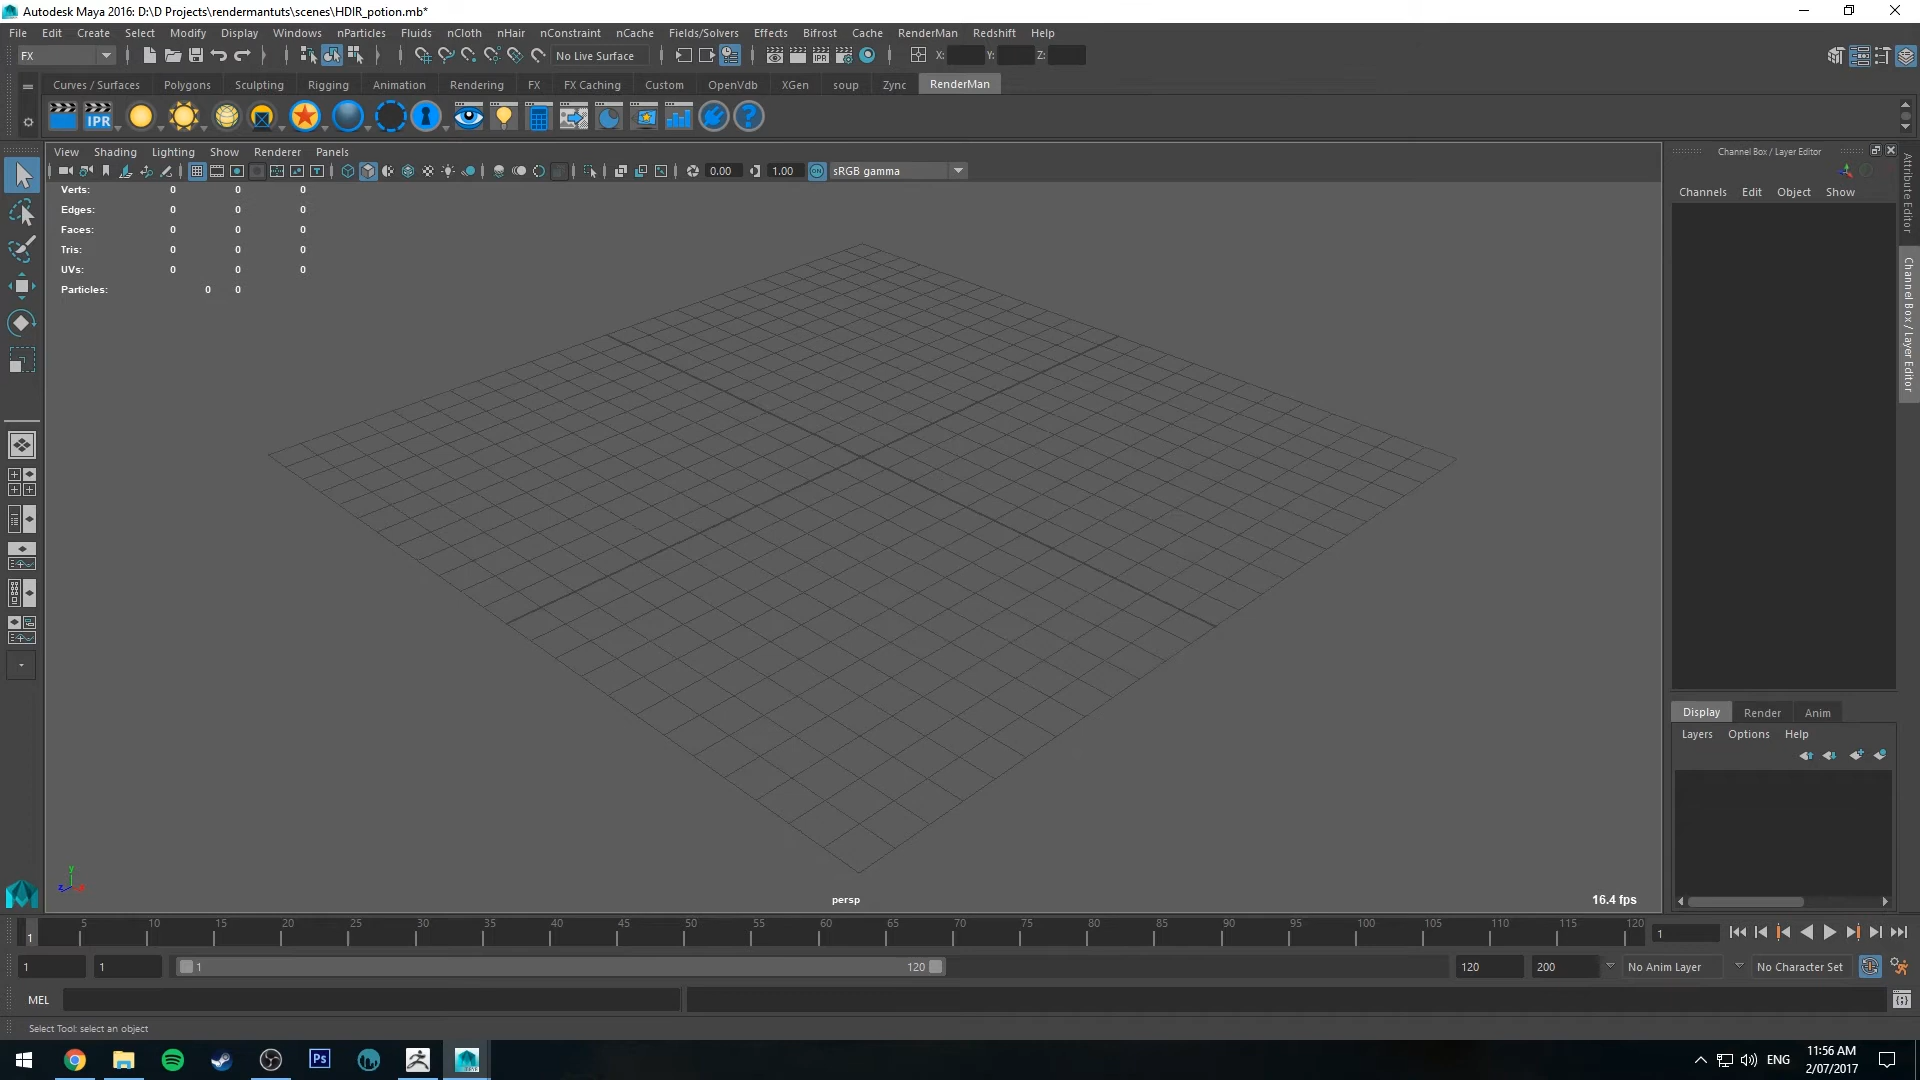 Autodesk Maya 2016: D:\D Projects\rendermantuts\scenes\HDIR_potion.mb*
File Edit Create Select Modify Display Windows nParticles Fluids nCloth nHair nConstraint nCache Fields/Solvers Effects Bifrost Cache RenderMan Redshift Help
FX No Live Surface X: Y: Z:
Curves / Surfaces Polygons Sculpting Rigging Animation Rendering FX FX Caching Custom OpenVdb XGen soup Zync RenderMan
IPR
View Shading Lighting Show Renderer Panels
0.00 1.00 ON sRGB gamma
Verts: 0 0 0
Edges: 0 0 0
Faces: 0 0 0
Tris: 0 0 0
UVs: 0 0 0
Particles: 0 0
y
z
persp
16.4 fps
Channel Box / Layer Editor
Channels Edit Object Show
Attribute Editor
Channel Box / Layer Editor
Display Render Anim
Layers Options Help
1 5 10 15 20 25 30 35 40 45 50 55 60 65 70 75 80 85 90 95 100 105 110 115 120 1
1 1 1 120 120 200 No Anim Layer No Character Set
MEL
Select Tool: select an object
Ps
ENG
11:56 AM
2/07/2017